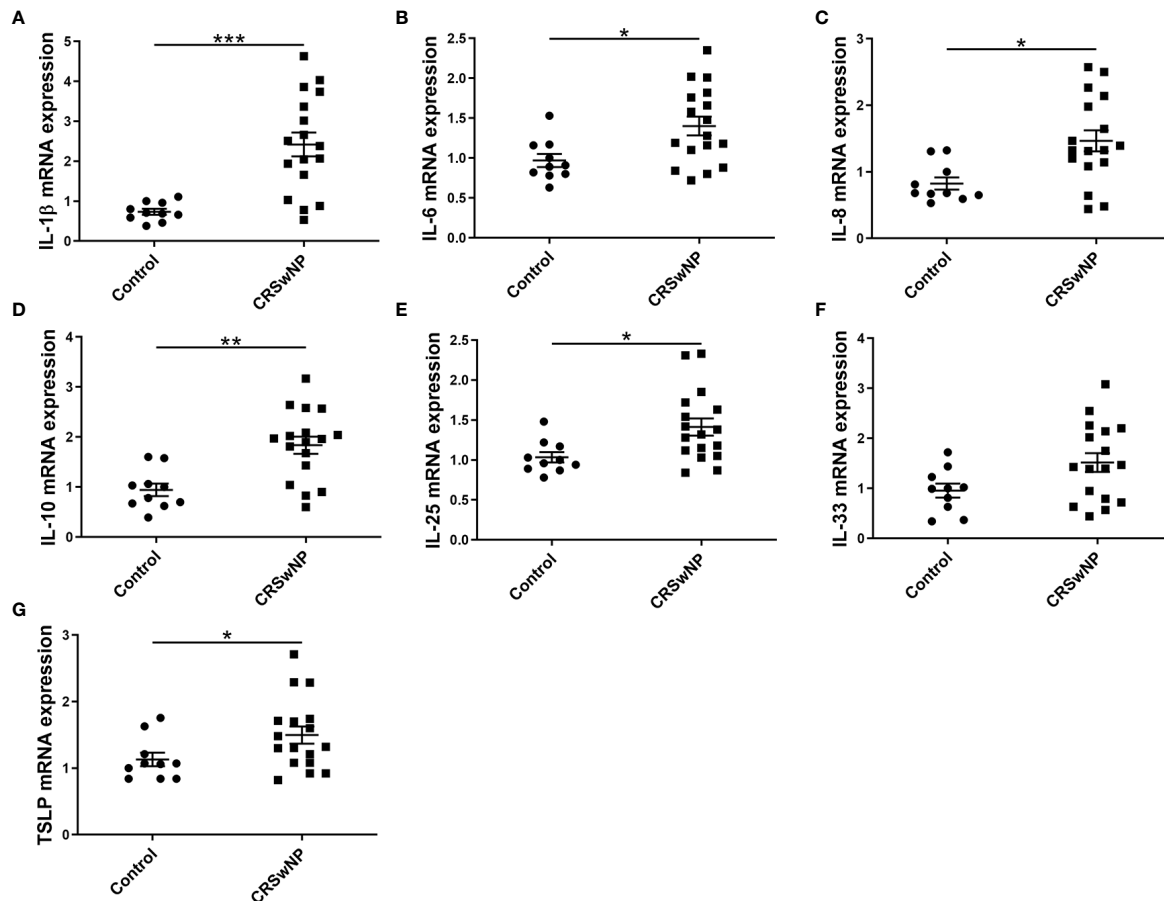 A
IL-1β mRNA expression
5
4
3
2
1
0
***
Control
CRSwNP
B
IL-6 mRNA expression
2.5
2.0
1.5
1.0
0.5
0.0
*
Control
CRSwNP
C
IL-8 mRNA expression
3
2
1
0
*
Control
CRSwNP
D
IL-10 mRNA expression
4
3
2
1
0
**
Control
CRSwNP
E
IL-25 mRNA expression
2.5
2.0
1.5
1.0
0.5
0.0
*
Control
CRSwNP
F
IL-33 mRNA expression
4
3
2
1
0
Control
CRSwNP
G
TSLP mRNA expression
3
2
1
0
*
Control
CRSwNP